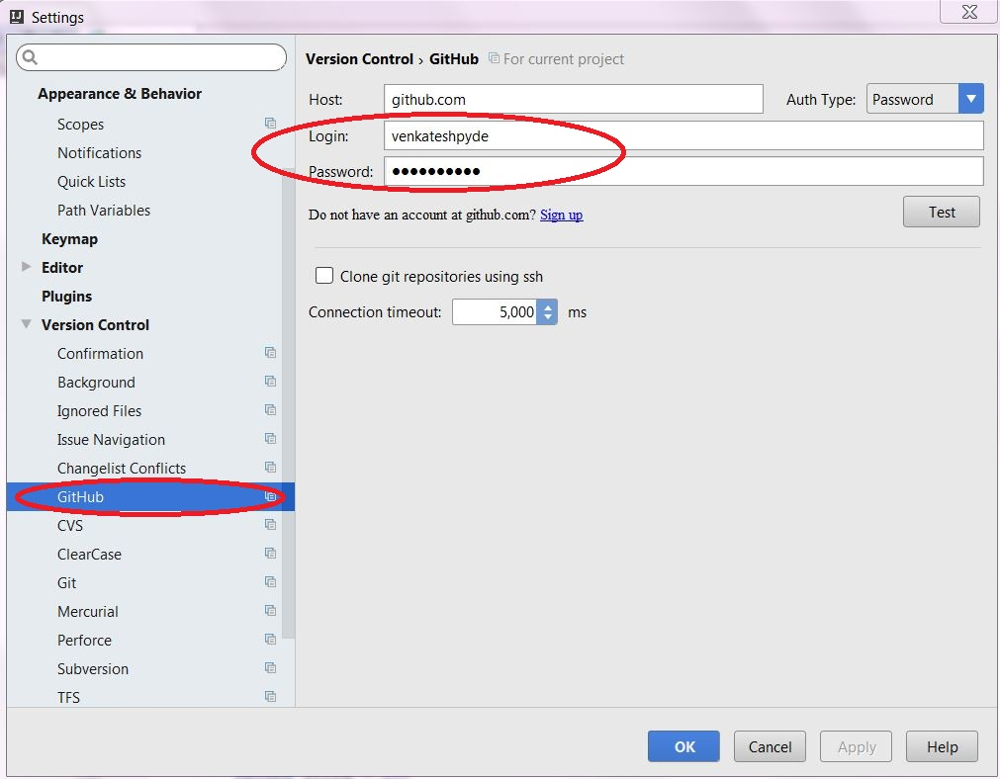 Settings
Appearance & Behavior
Scopes
Notifications
Quick Lists
Path Variables
Keymap
Editor
Plugins
Version Control
Confirmation
Background
Ignored Files
Issue Navigation
Changelist Conflicts
GitHub
CVS
ClearCase
Git
Mercurial
Perforce
Subversion
TFS
Version Control › GitHub For current project
Host: github.com Auth Type: Password
Login: venkateshpyde
Password: ●●●●●●●●●●
Do not have an account at github.com? Sign up
Test
Clone git repositories using ssh
Connection timeout: 5,000 ms
OK Cancel Apply Help